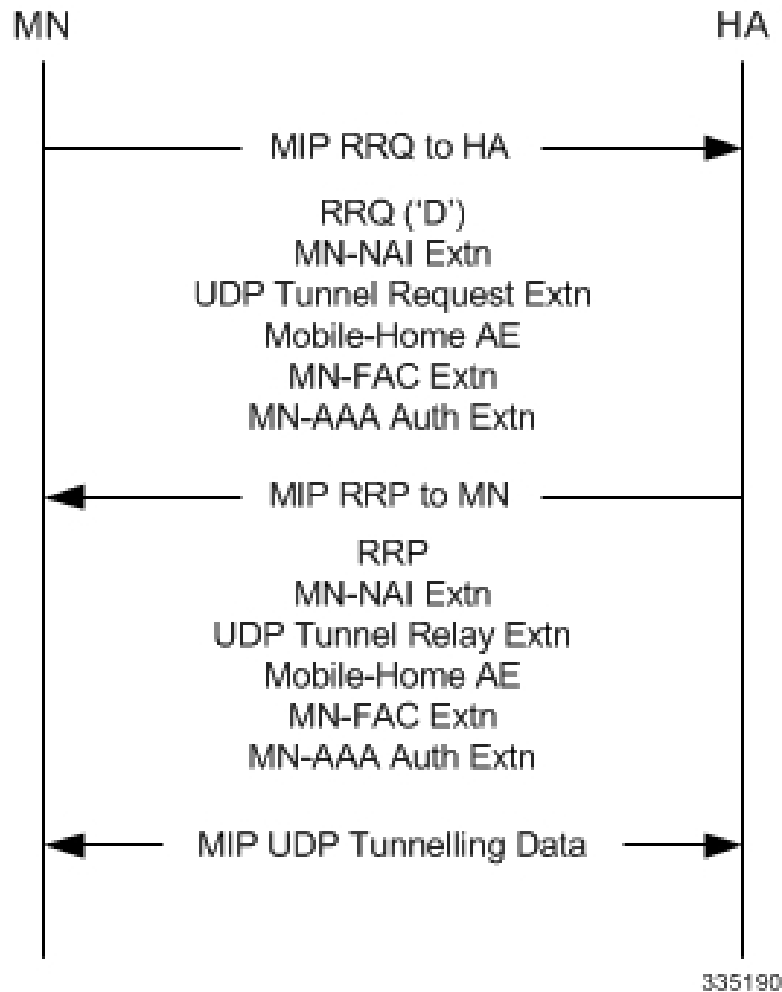 MN
HA
MIP RRQ to HA
RRQ ('D')
MN-NAI Extn
UDP Tunnel Request Extn
Mobile-Home AE
MN-FAC Extn
MN-AAA Auth Extn
MIP RRP to MN
RRP
MN-NAI Extn
UDP Tunnel Relay Extn
Mobile-Home AE
MN-FAC Extn
MN-AAA Auth Extn
MIP UDP Tunnelling Data
335190